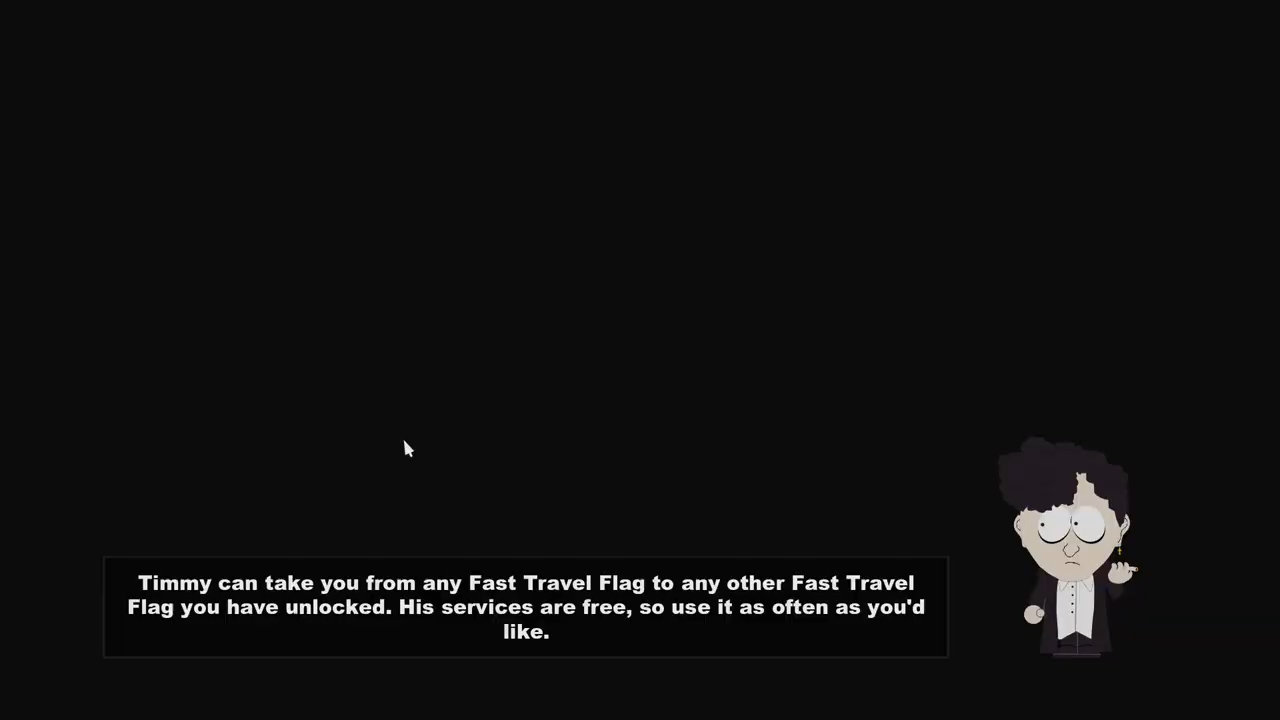 Timmy can take you from any Fast Travel Flag to any other Fast Travel
Flag you have unlocked. His services are free, so use it as often as you'd
like.